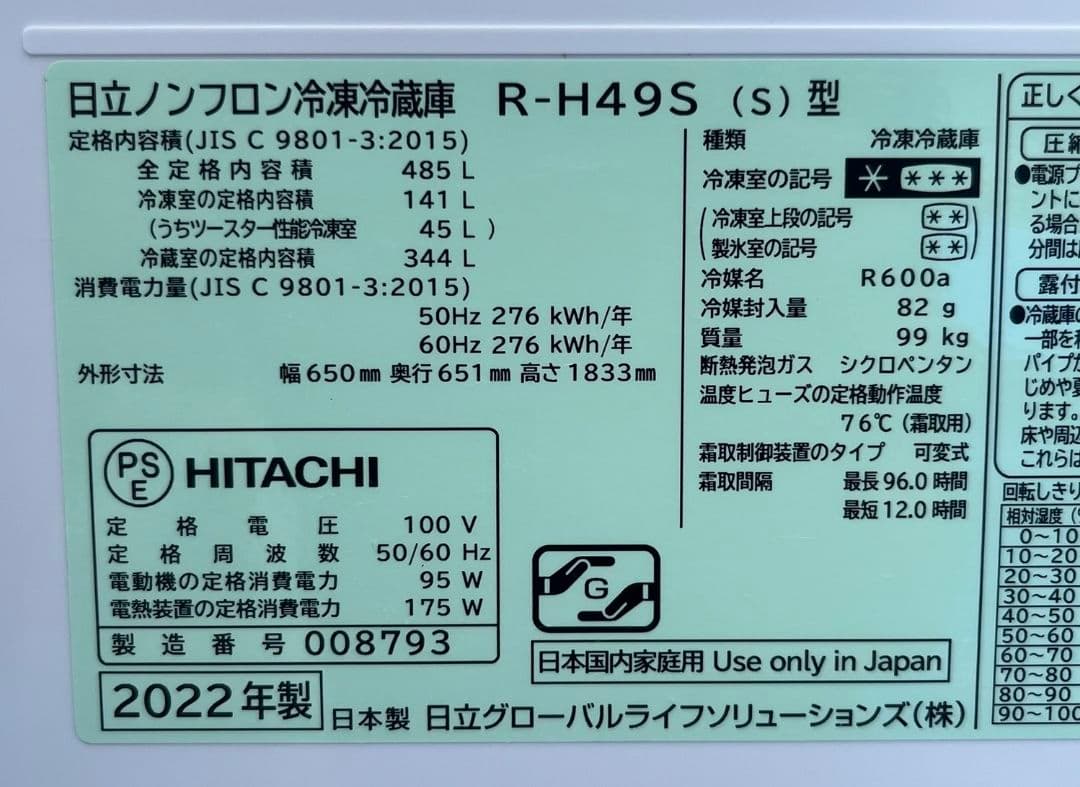 日立ノンフロン冷凍冷蔵庫 R-H49S (S) 型
定格内容積(JIS C 9801-3:2015)
全定格内容積 485 L
冷凍室の定格内容積 141 L
(うちツースター性能冷凍室 45 L )
冷蔵室の定格内容積 344 L
消費電力量(JIS C 9801-3:2015)
50Hz 276 kWh/年
60Hz 276 kWh/年
外形寸法 幅650㎜ 奥行651㎜ 高さ1833㎜
PSE HITACHI
定格電圧 100 V
定格周波数 50/60 Hz
電動機の定格消費電力 95 W
電熱装置の定格消費電力 175 W
製造番号 008793
2022年製
日本製 日立グローバルライフソリューションズ(株)
種類 冷凍冷蔵庫
冷凍室の記号 * ***
(冷凍室上段の記号 **
製氷室の記号 **)
冷媒名 R600a
冷媒封入量 82 g
質量 99 kg
断熱発泡ガス シクロペンタン
温度ヒューズの定格動作温度
76℃ (霜取用)
霜取制御装置のタイプ 可変式
霜取間隔 最長96.0時間
最短12.0時間
G
日本国内家庭用 Use only in Japan
正しく
圧縮
●電源プ
ントに
る場合
分間は
露付
●冷蔵庫の
一部を
パイプが
じめや夏
ります。
床や周辺
これらは
回転しきり
相対湿度(%
0～10
10～20
20～30
30～40
40～50
50～60
60～70
70～80
80～90
90～100